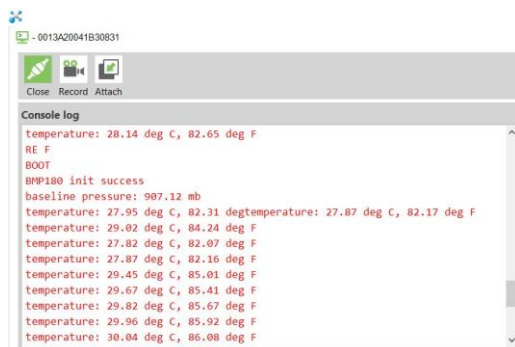 - 0013A20041B30831
Close Record Attach
Console log
temperature: 28.14 deg C, 82.65 deg F
RE F
BOOT
BMP180 init success
baseline pressure: 907.12 mb
temperature: 27.95 deg C, 82.31 degtemperature: 27.87 deg C, 82.17 deg F
temperature: 29.02 deg C, 84.24 deg F
temperature: 27.82 deg C, 82.07 deg F
temperature: 27.87 deg C, 82.16 deg F
temperature: 29.45 deg C, 85.01 deg F
temperature: 29.67 deg C, 85.41 deg F
temperature: 29.82 deg C, 85.67 deg F
temperature: 29.96 deg C, 85.92 deg F
temperature: 30.04 deg C, 86.08 deg F